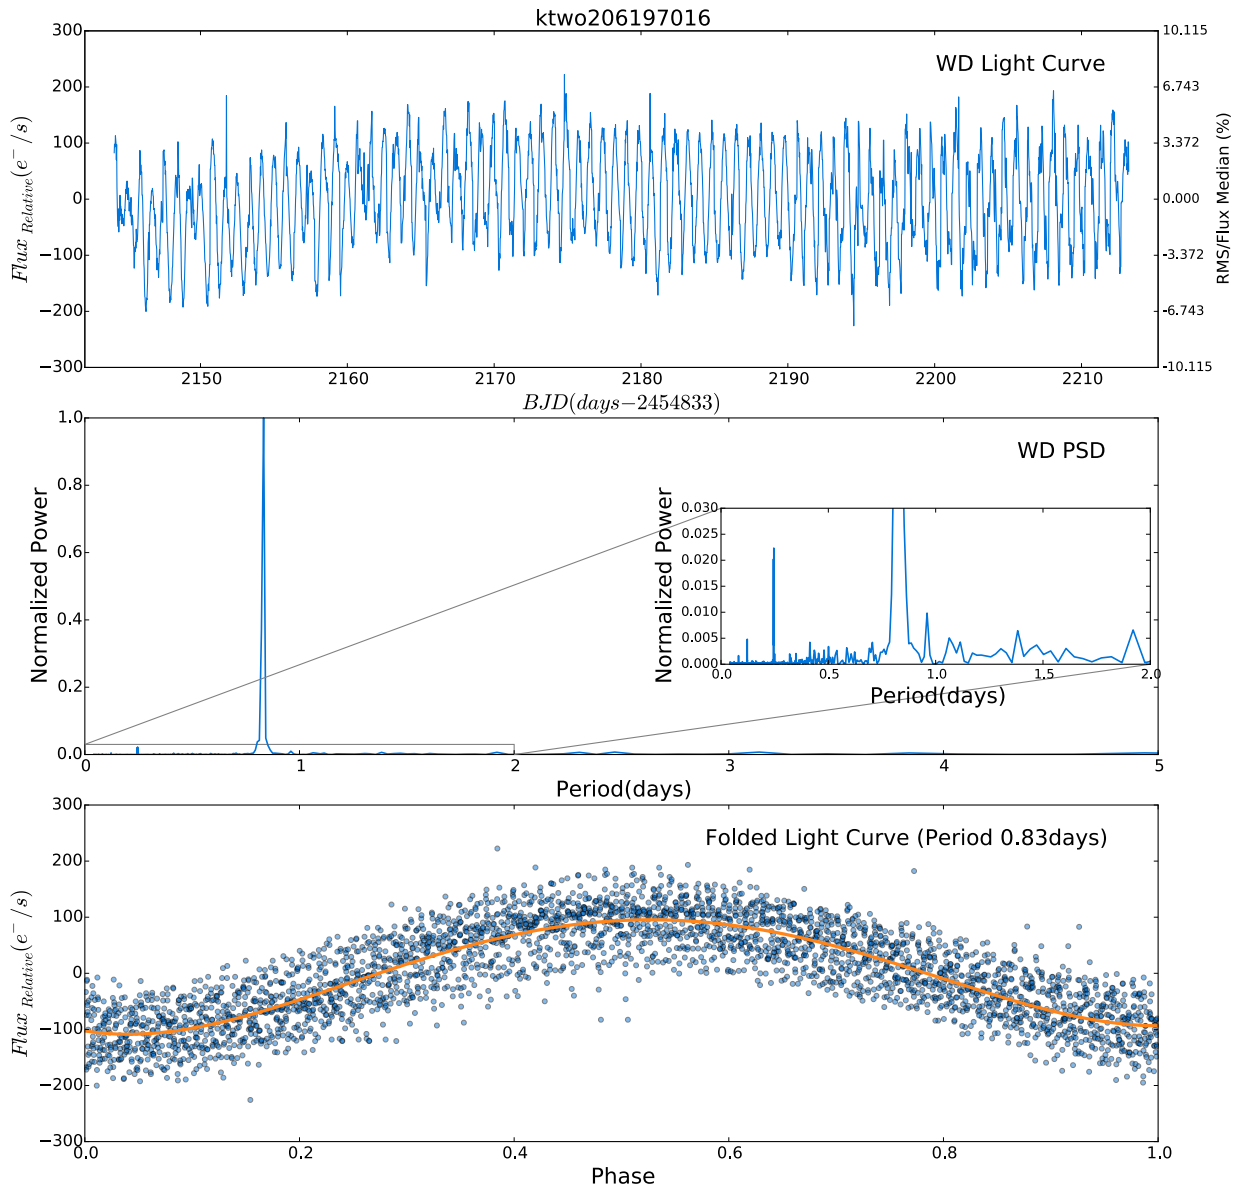 ktwo206197016
300
200
100
0
−100
−200
−300
Flux Relative(e⁻/s)
WD Light Curve
10.115
6.743
3.372
0.000
-3.372
-6.743
-10.115
RMS/Flux Median (%)
2150 2160 2170 2180 2190 2200 2210
BJD(days−2454833)
1.0
0.8
0.6
0.4
0.2
0.0
Normalized Power
WD PSD
0.030
0.025
0.020
0.015
0.010
0.005
0.000
Normalized Power
0.0 0.5 1.0 1.5 2.0
Period(days)
0 1 2 3 4 5
Period(days)
300
200
100
0
−100
−200
−300
Flux Relative(e⁻/s)
Folded Light Curve (Period 0.83days)
0.0 0.2 0.4 0.6 0.8 1.0
Phase